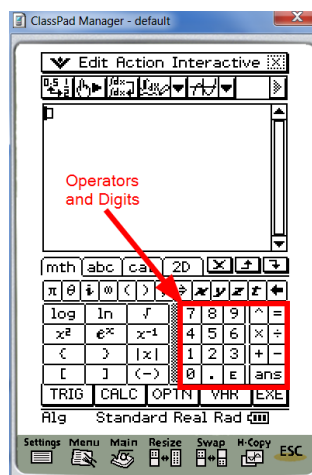 ClassPad Manager - default
Edit Action Interactive
Operators
and Digits
mth abc cat 2D
π θ i ∞ ( ) , ⇒ x y z t
log ln √ 7 8 9 ^ =
x² eˣ x⁻¹ 4 5 6 × ÷
{ } |x| 1 2 3 + -
[ ] (-) 0 . E ans
TRIG CALC OPTN VAR EXE
Alg Standard Real Rad
Settings Menu Main Resize Swap H-Copy ESC